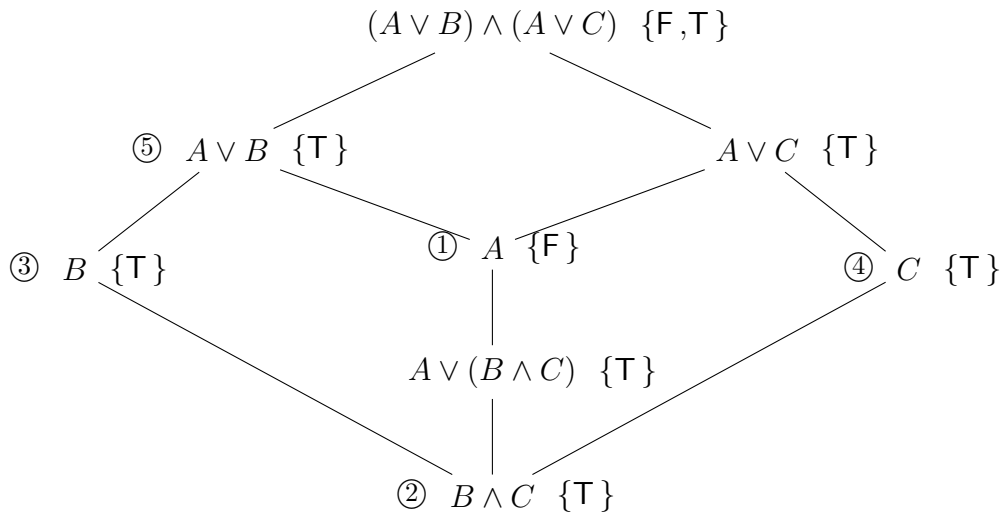 (A ∨ B) ∧ (A ∨ C) {F,T}
⑤ A ∨ B {T} A ∨ C {T}
① A {F}
③ B {T} ④ C {T}
A ∨ (B ∧ C) {T}
② B ∧ C {T}